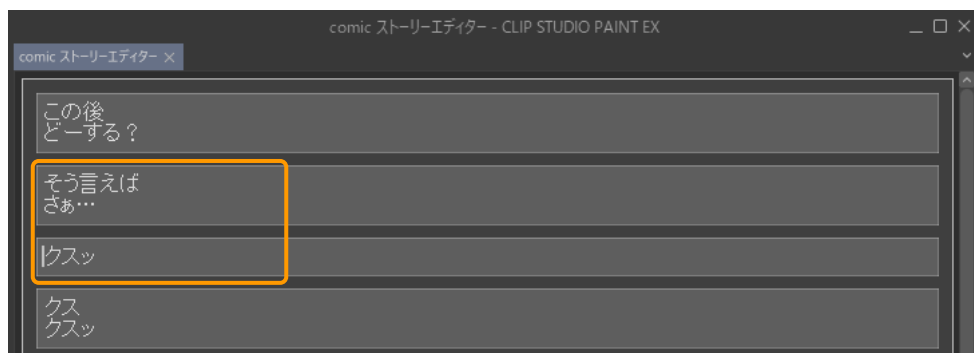 comic ストーリーエディター - CLIP STUDIO PAINT EX
comic ストーリーエディター
この後
どーする？
そう言えば
さぁ…
クスッ
クス
クスッ